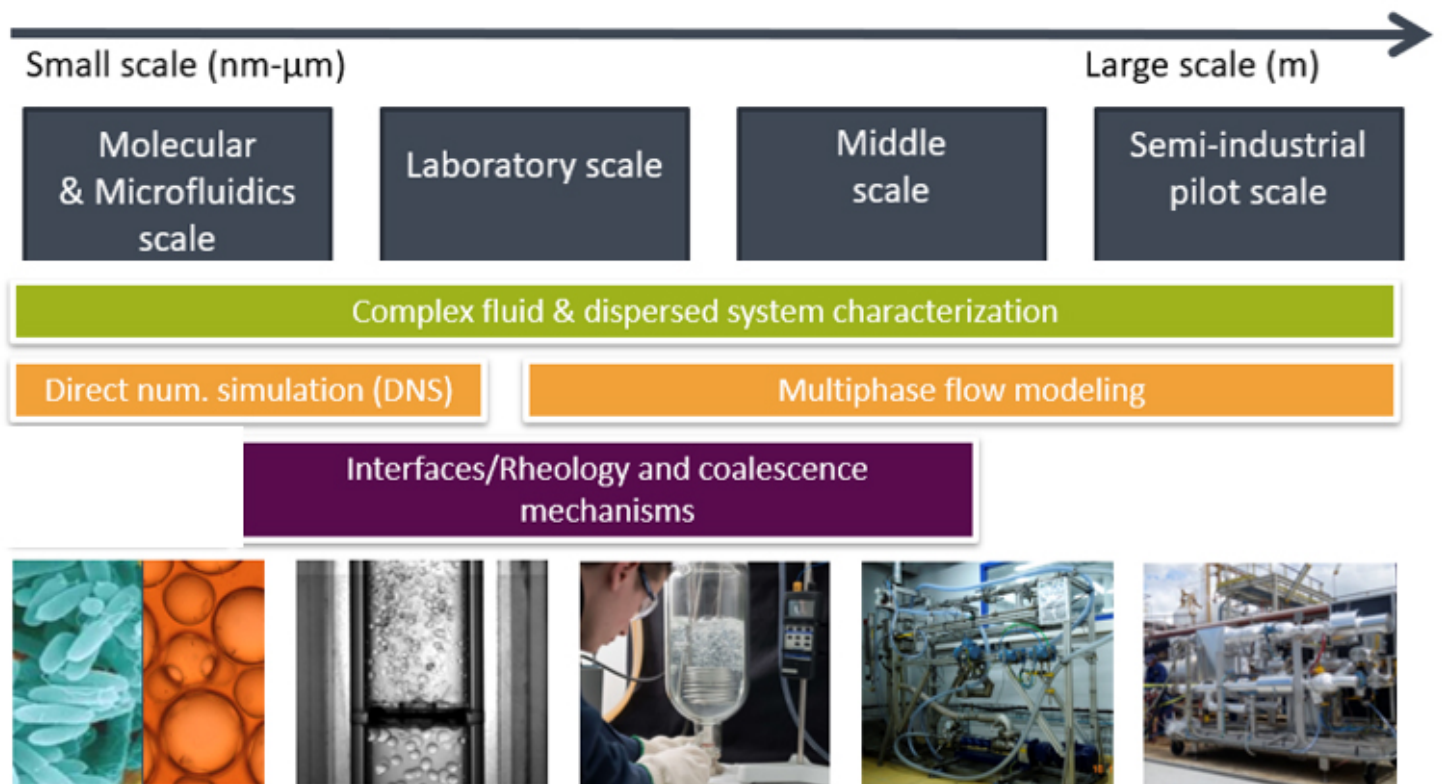 Small scale (nm-µm)
Large scale (m)
Molecular
& Microfluidics
scale
Laboratory scale
Middle
scale
Semi-industrial
pilot scale
Complex fluid & dispersed system characterization
Direct num. simulation (DNS)
Multiphase flow modeling
Interfaces/Rheology and coalescence
mechanisms